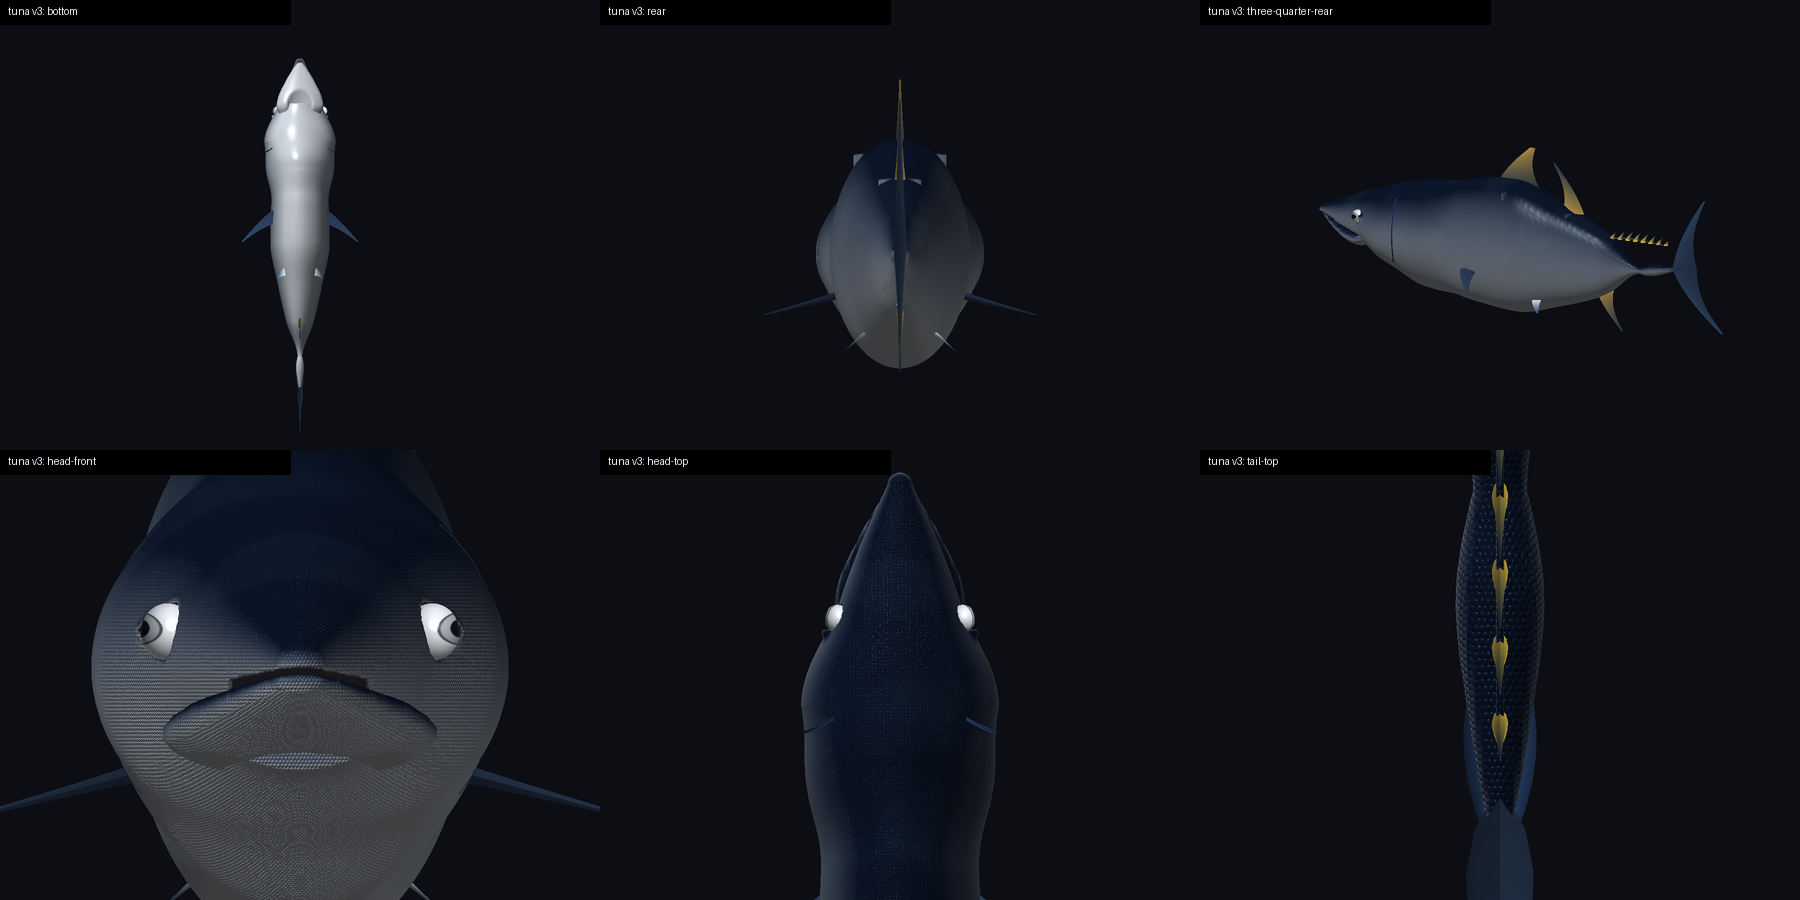 tuna v3: bottom
tuna v3: rear
tuna v3: three-quarter-rear
tuna v3: head-front
tuna v3: head-top
tuna v3: tail-top